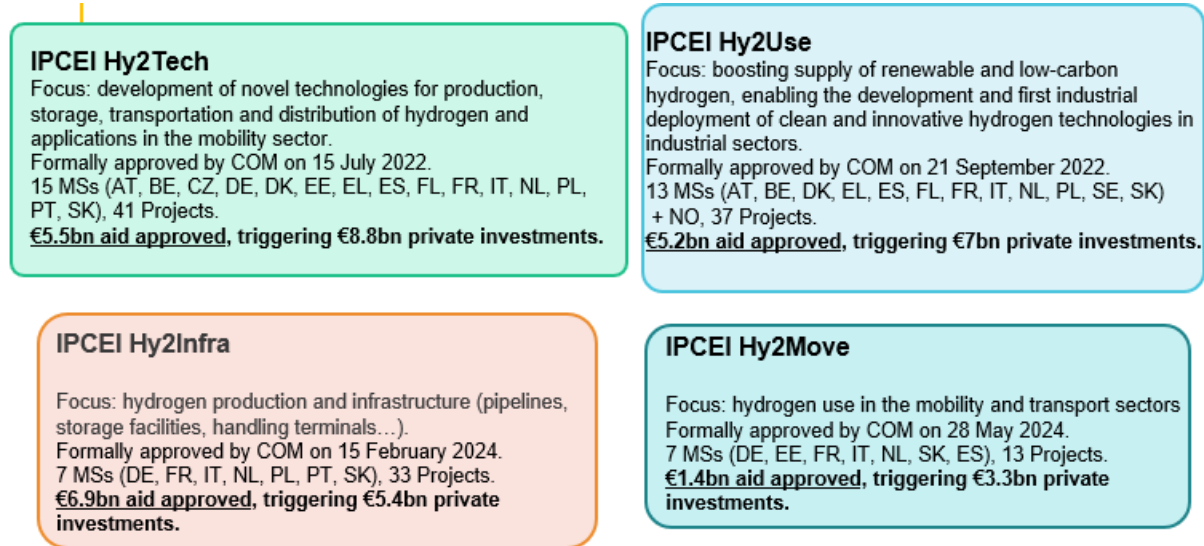 IPCEI Hy2Tech
Focus: development of novel technologies for production,
storage, transportation and distribution of hydrogen and
applications in the mobility sector.
Formally approved by COM on 15 July 2022.
15 MSs (AT, BE, CZ, DE, DK, EE, EL, ES, FL, FR, IT, NL, PL,
PT, SK), 41 Projects.
€5.5bn aid approved, triggering €8.8bn private investments.
IPCEI Hy2Use
Focus: boosting supply of renewable and low-carbon
hydrogen, enabling the development and first industrial
deployment of clean and innovative hydrogen technologies in
industrial sectors.
Formally approved by COM on 21 September 2022.
13 MSs (AT, BE, DK, EL, ES, FL, FR, IT, NL, PL, SE, SK)
+ NO, 37 Projects.
€5.2bn aid approved, triggering €7bn private investments.
IPCEI Hy2Infra
Focus: hydrogen production and infrastructure (pipelines,
storage facilities, handling terminals…).
Formally approved by COM on 15 February 2024.
7 MSs (DE, FR, IT, NL, PL, PT, SK), 33 Projects.
€6.9bn aid approved, triggering €5.4bn private
investments.
IPCEI Hy2Move
Focus: hydrogen use in the mobility and transport sectors
Formally approved by COM on 28 May 2024.
7 MSs (DE, EE, FR, IT, NL, SK, ES), 13 Projects.
€1.4bn aid approved, triggering €3.3bn private
investments.